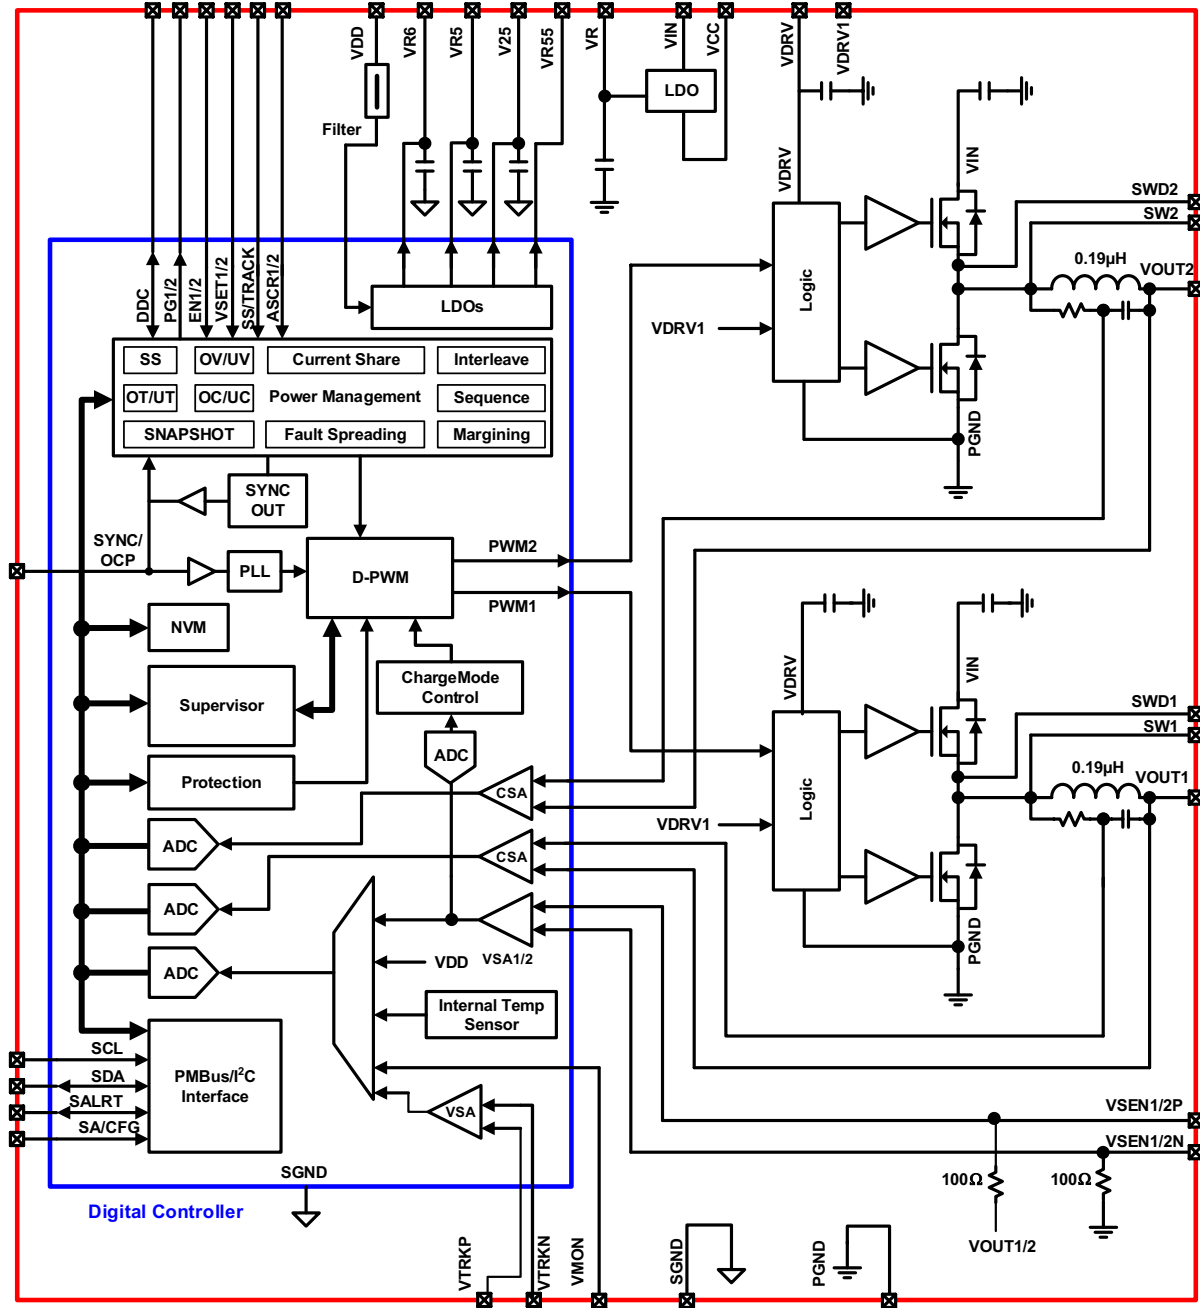 VDD
VR6
VR5
V25
VR55
VR
VIN
VCC
VDRV
VDRV1
LDO
Filter
VDRV
VIN
SWD2
SW2
0.19µH
VOUT2
Logic
VDRV1
PGND
DDC
PG1/2
EN1/2
VSET1/2
SS/TRACK
ASCR1/2
LDOs
SS
OV/UV
Current Share
Interleave
OT/UT
OC/UC
Power Management
Sequence
SNAPSHOT
Fault Spreading
Margining
SYNC
OUT
SYNC/
OCP
PLL
D-PWM
PWM2
PWM1
NVM
Supervisor
ChargeMode
Control
ADC
Protection
CSA
ADC
CSA
ADC
VSA1/2
VDD
ADC
Internal Temp
Sensor
VDRV
VIN
SWD1
SW1
0.19µH
VOUT1
Logic
VDRV1
PGND
SCL
SDA
SALRT
SA/CFG
PMBus/I²C
Interface
VSA
VSEN1/2P
VSEN1/2N
100Ω
100Ω
VOUT1/2
SGND
Digital Controller
VTRKP
VTRKN
VMON
SGND
PGND